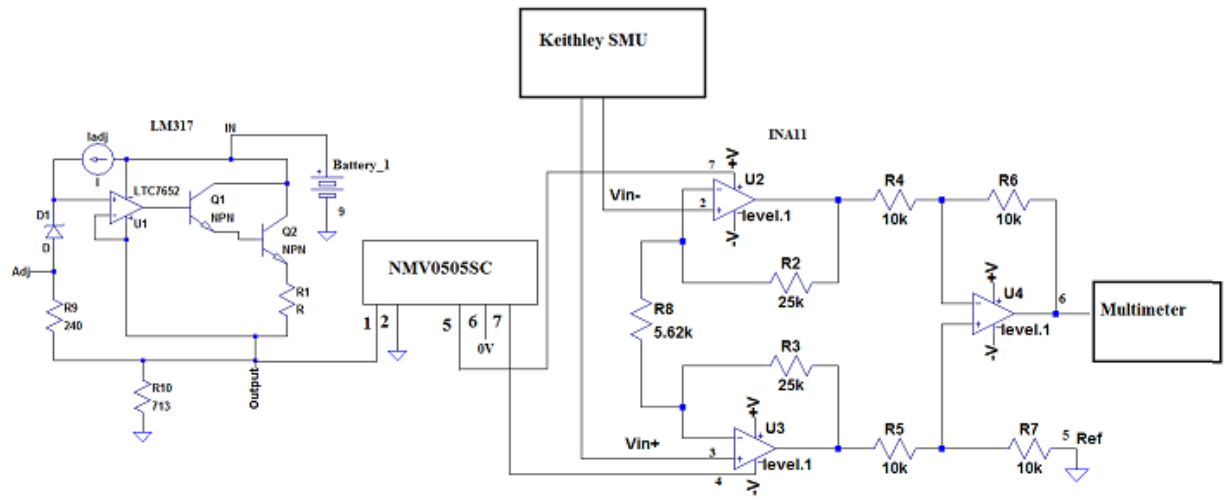 Keithley SMU
LM317
IN
Iadj
I
Battery_1
9
LTC7652
U1
Q1
NPN
Q2
NPN
D1
D
Adj
R9
240
R1
R
R10
713
Output
NMV0505SC
1
2
5
6
7
0V
INA11
7
+V
U2
Vin-
2
level.1
-V
R4
10k
R6
10k
R2
25k
R8
5.62k
R3
25k
+V
U4
6
level.1
-V
Multimeter
+V
U3
Vin+
3
level.1
4
-V
R5
10k
R7
10k
5
Ref